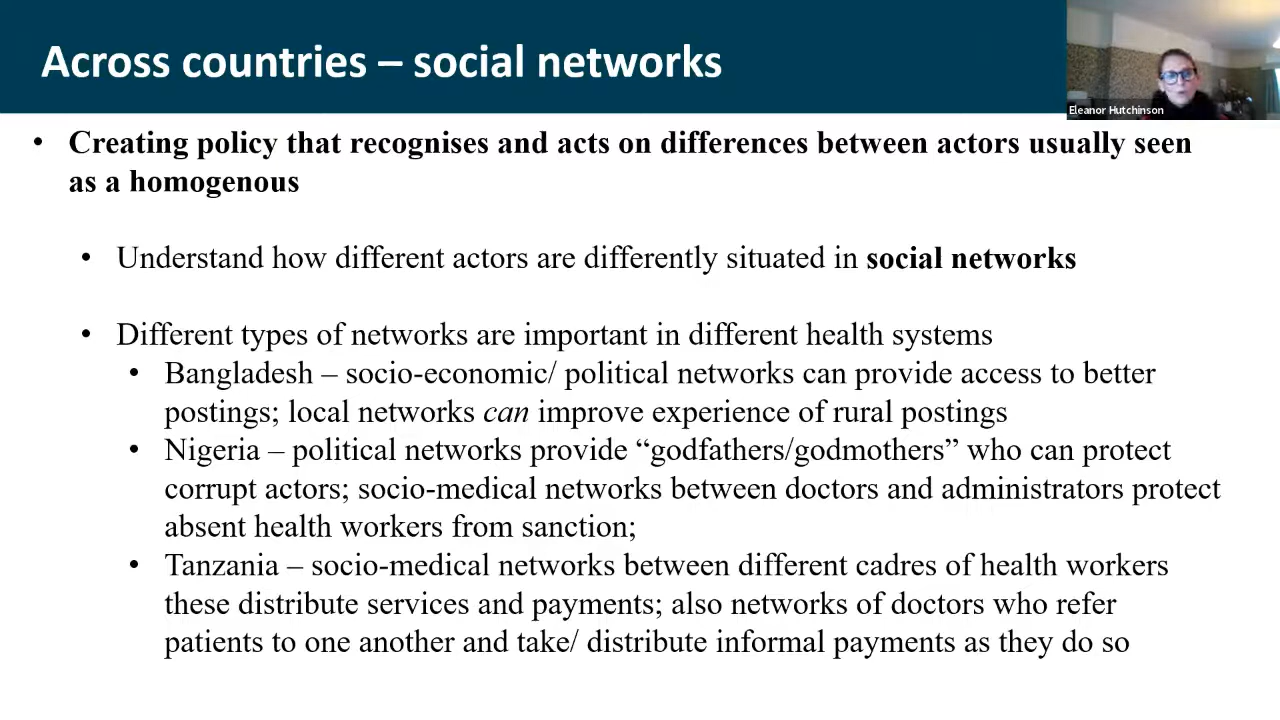 Across countries – social networks
Eleanor Hutchinson
• Creating policy that recognises and acts on differences between actors usually seen
as a homogenous
• Understand how different actors are differently situated in social networks
• Different types of networks are important in different health systems
• Bangladesh – socio-economic/ political networks can provide access to better
postings; local networks can improve experience of rural postings
• Nigeria – political networks provide “godfathers/godmothers” who can protect
corrupt actors; socio-medical networks between doctors and administrators protect
absent health workers from sanction;
• Tanzania – socio-medical networks between different cadres of health workers
these distribute services and payments; also networks of doctors who refer
patients to one another and take/ distribute informal payments as they do so